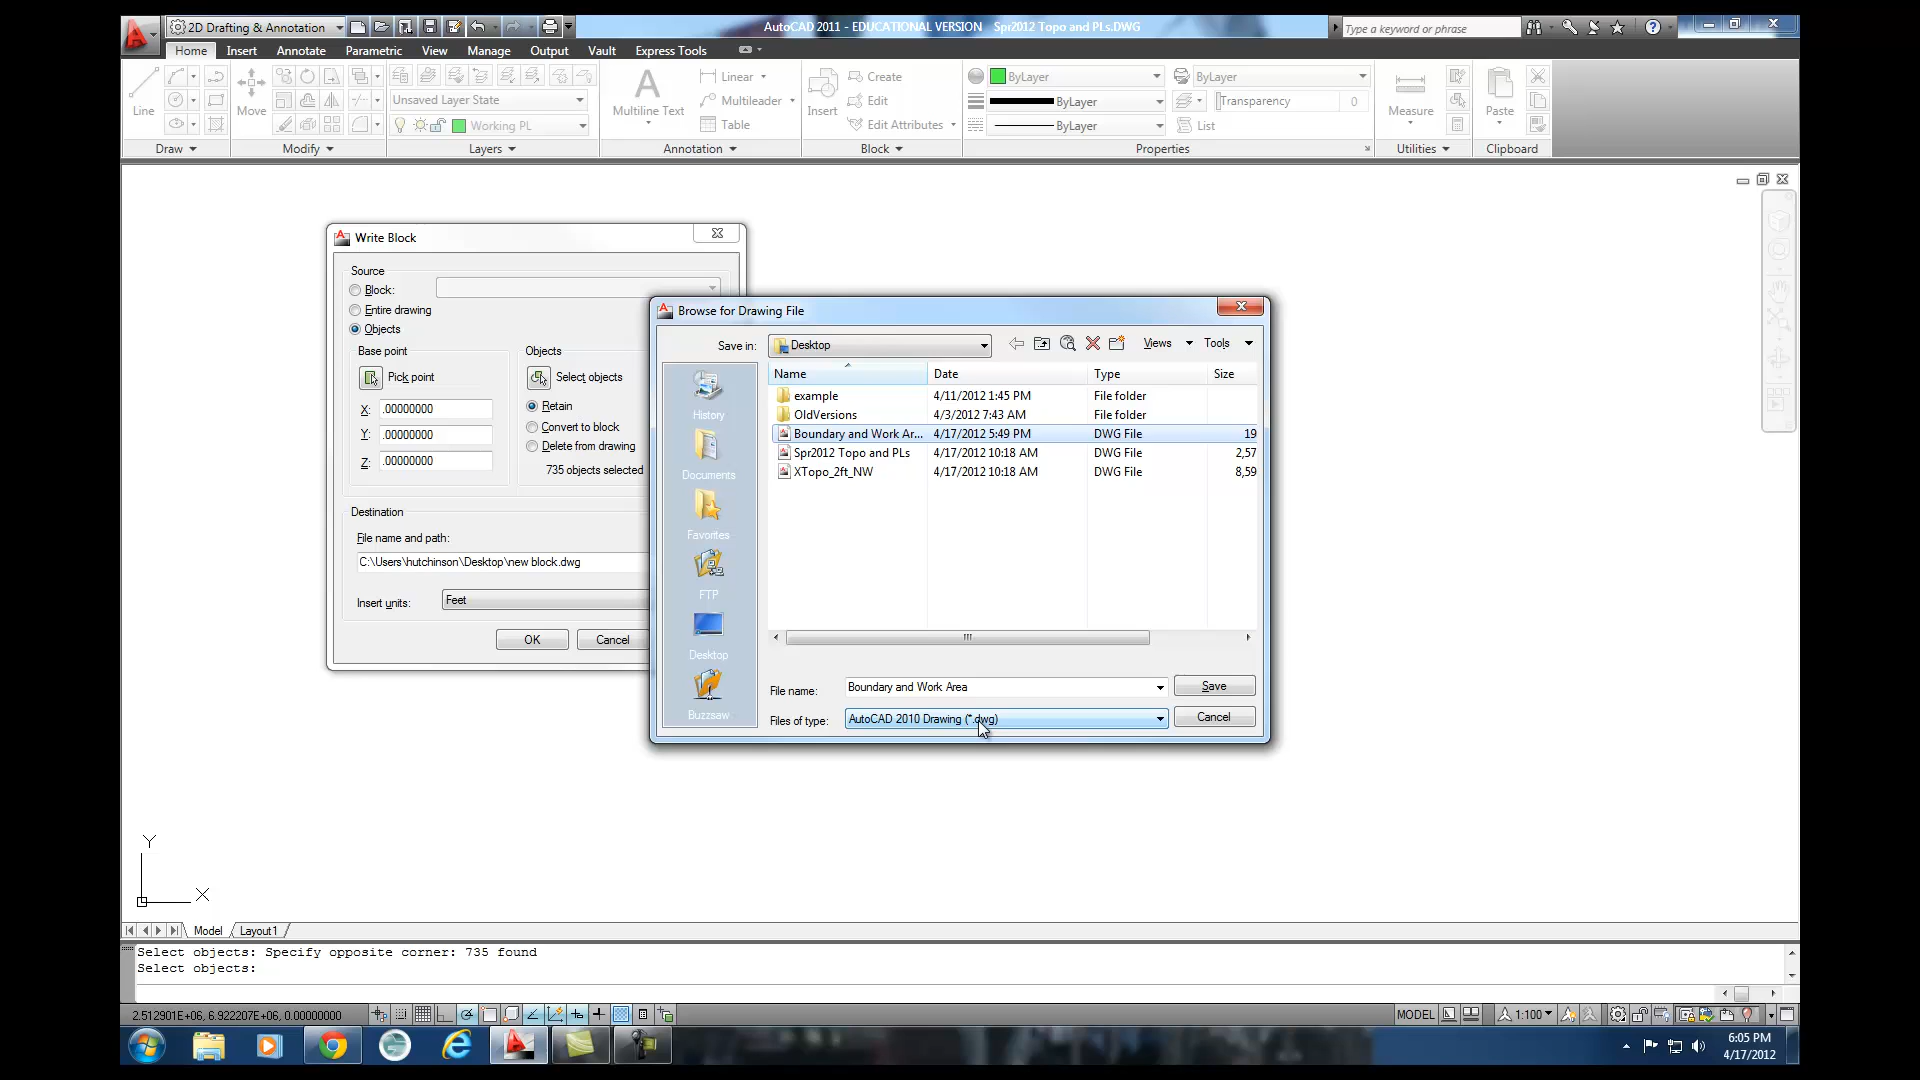 2D Drafting & Annotation
AutoCAD 2011 - EDUCATIONAL VERSION    Spr2012 Topo and PLs.DWG
Type a keyword or phrase
Home Insert Annotate Parametric View Manage Output Vault Express Tools
Line
Move
Unsaved Layer State
Working PL
Multiline Text
Linear
Multileader
Table
Insert
Create
Edit
Edit Attributes
ByLayer
ByLayer
ByLayer
ByLayer
Transparency 0
List
Measure
Paste
Draw Modify Layers Annotation Block Properties Utilities Clipboard
Write Block
Source
Block:
Entire drawing
Objects
Base point
Pick point
X: .00000000
Y: .00000000
Z: .00000000
Objects
Select objects
Retain
Convert to block
Delete from drawing
735 objects selected
Destination
File name and path:
C:\Users\hutchinson\Desktop\new block.dwg
Insert units: Feet
OK Cancel
Browse for Drawing File
Save in: Desktop Views Tools
History
Documents
Favorites
FTP
Desktop
Buzzsaw
Name Date Type Size
example 4/11/2012 1:45 PM File folder
OldVersions 4/3/2012 7:43 AM File folder
Boundary and Work Ar... 4/17/2012 5:49 PM DWG File 19
Spr2012 Topo and PLs 4/17/2012 10:18 AM DWG File 2,57
XTopo_2ft_NW 4/17/2012 10:18 AM DWG File 8,59
File name: Boundary and Work Area Save
Files of type: AutoCAD 2010 Drawing (*.dwg) Cancel
Y
X
Model Layout1
Select objects: Specify opposite corner: 735 found
Select objects:
2.512901E+06, 6.922207E+06, 0.00000000
MODEL
1:100
6:05 PM
4/17/2012